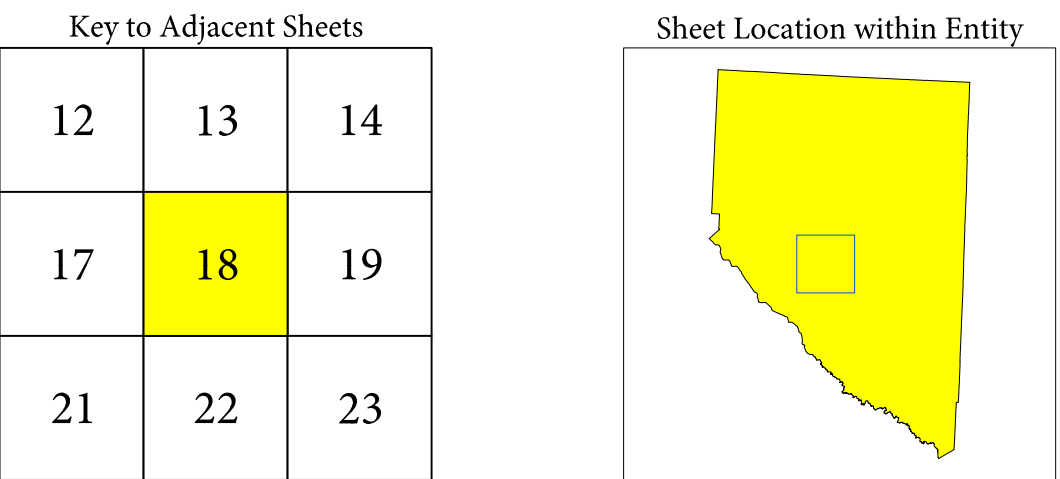 Key to Adjacent Sheets
12 13 14
17 18 19
21 22 23
Sheet Location within Entity